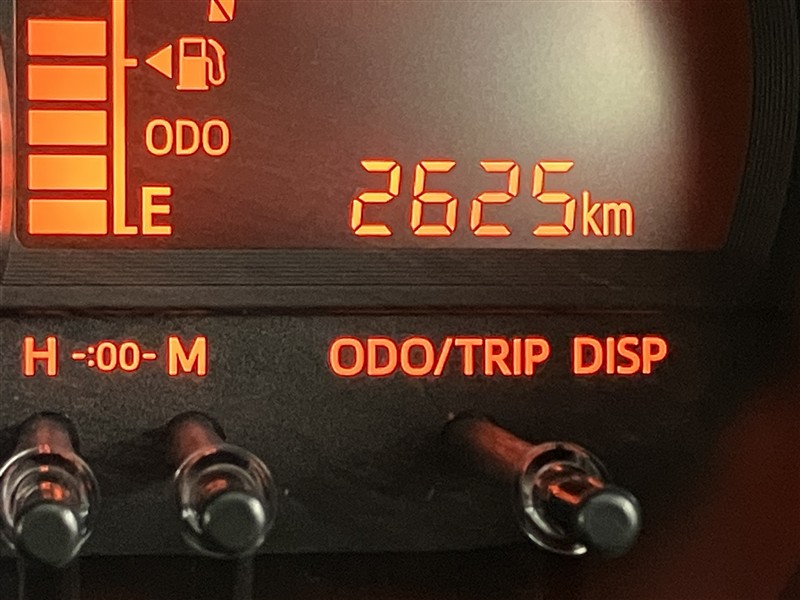 ODO
E
2625km
H -:00- M
ODO/TRIP DISP